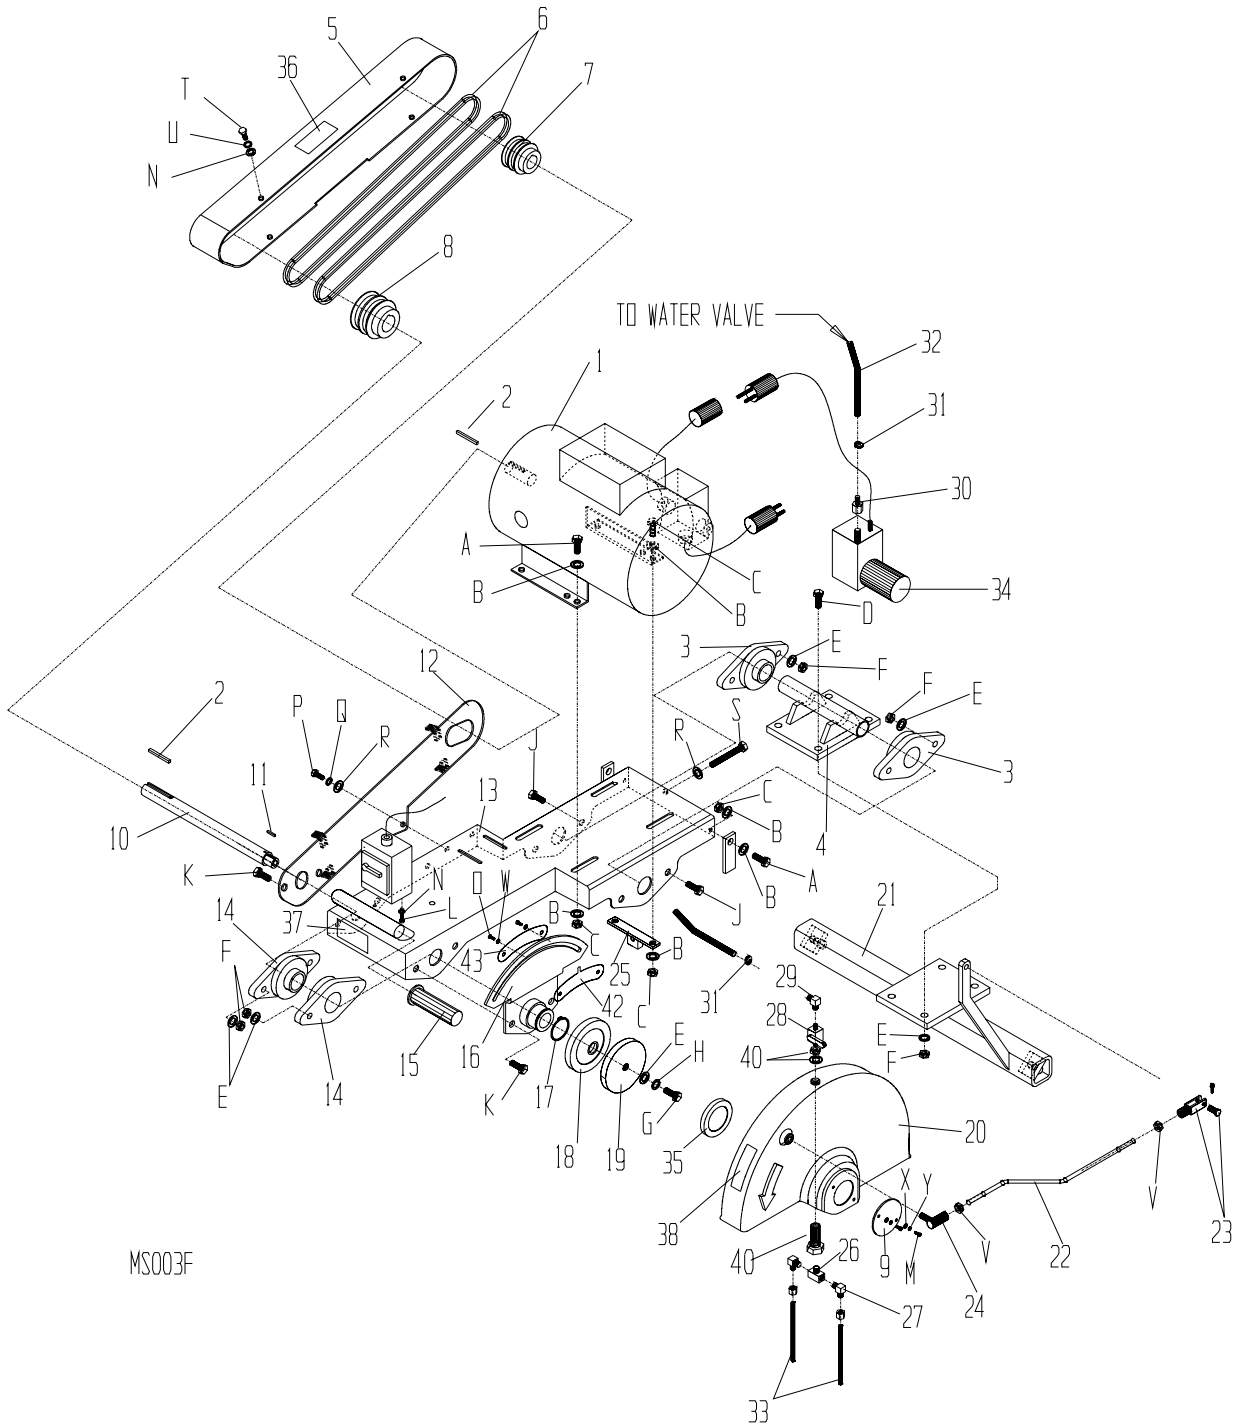 6
5
36
7
T
U
N
8
TO WATER VALVE
32
1
2
31
30
A
C
B
B
34
D
3
E
F
12
F
E
2
P
Q
R
J
R
S
3
11
13
C
10
B
4
K
N
A
B
O
W
L
J
21
14
B
37
C
F
43
25
B
29
42
31
28
C
E
E
15
16
H
40
F
E
14
K
17
G
20
18
19
35
X
Y
V
38
23
22
40
26
9
M
V
MS003F
24
27
33